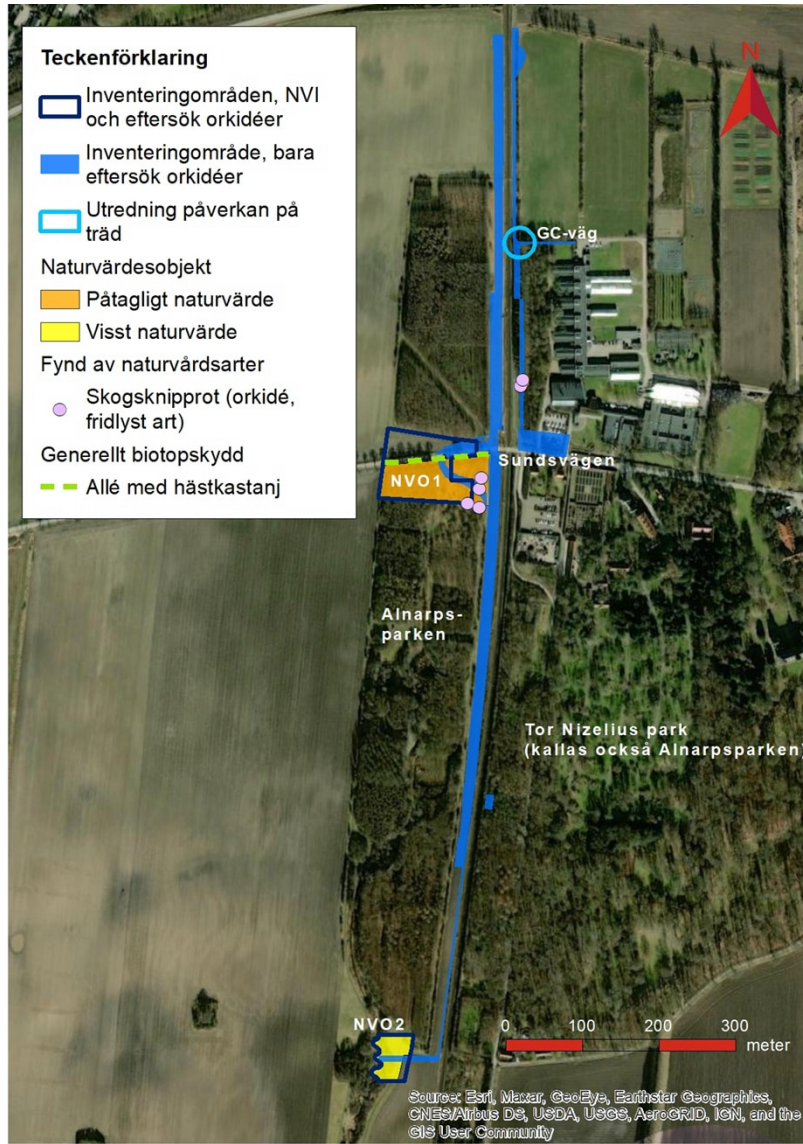 Teckenförklaring
Inventeringområden, NVI
och eftersök orkidéer
Inventeringområde, bara
eftersök orkidéer
Utredning påverkan på
träd
Naturvärdesobjekt
Påtagligt naturvärde
Visst naturvärde
Fynd av naturvårdsarter
Skogsknipprot (orkidé,
fridlyst art)
Generellt biotopskydd
Allé med hästkastanj
N
GC-väg
Sundsvägen
NVO1
Alnarps-
parken
Tor Nizelius park
(kallas också Alnarpsparken)
NVO2
0 100 200 300
meter
Source: Esri, Maxar, GeoEye, Earthstar Geographics,
CNES/Airbus DS, USDA, USGS, AeroGRID, IGN, and the
GIS User Community